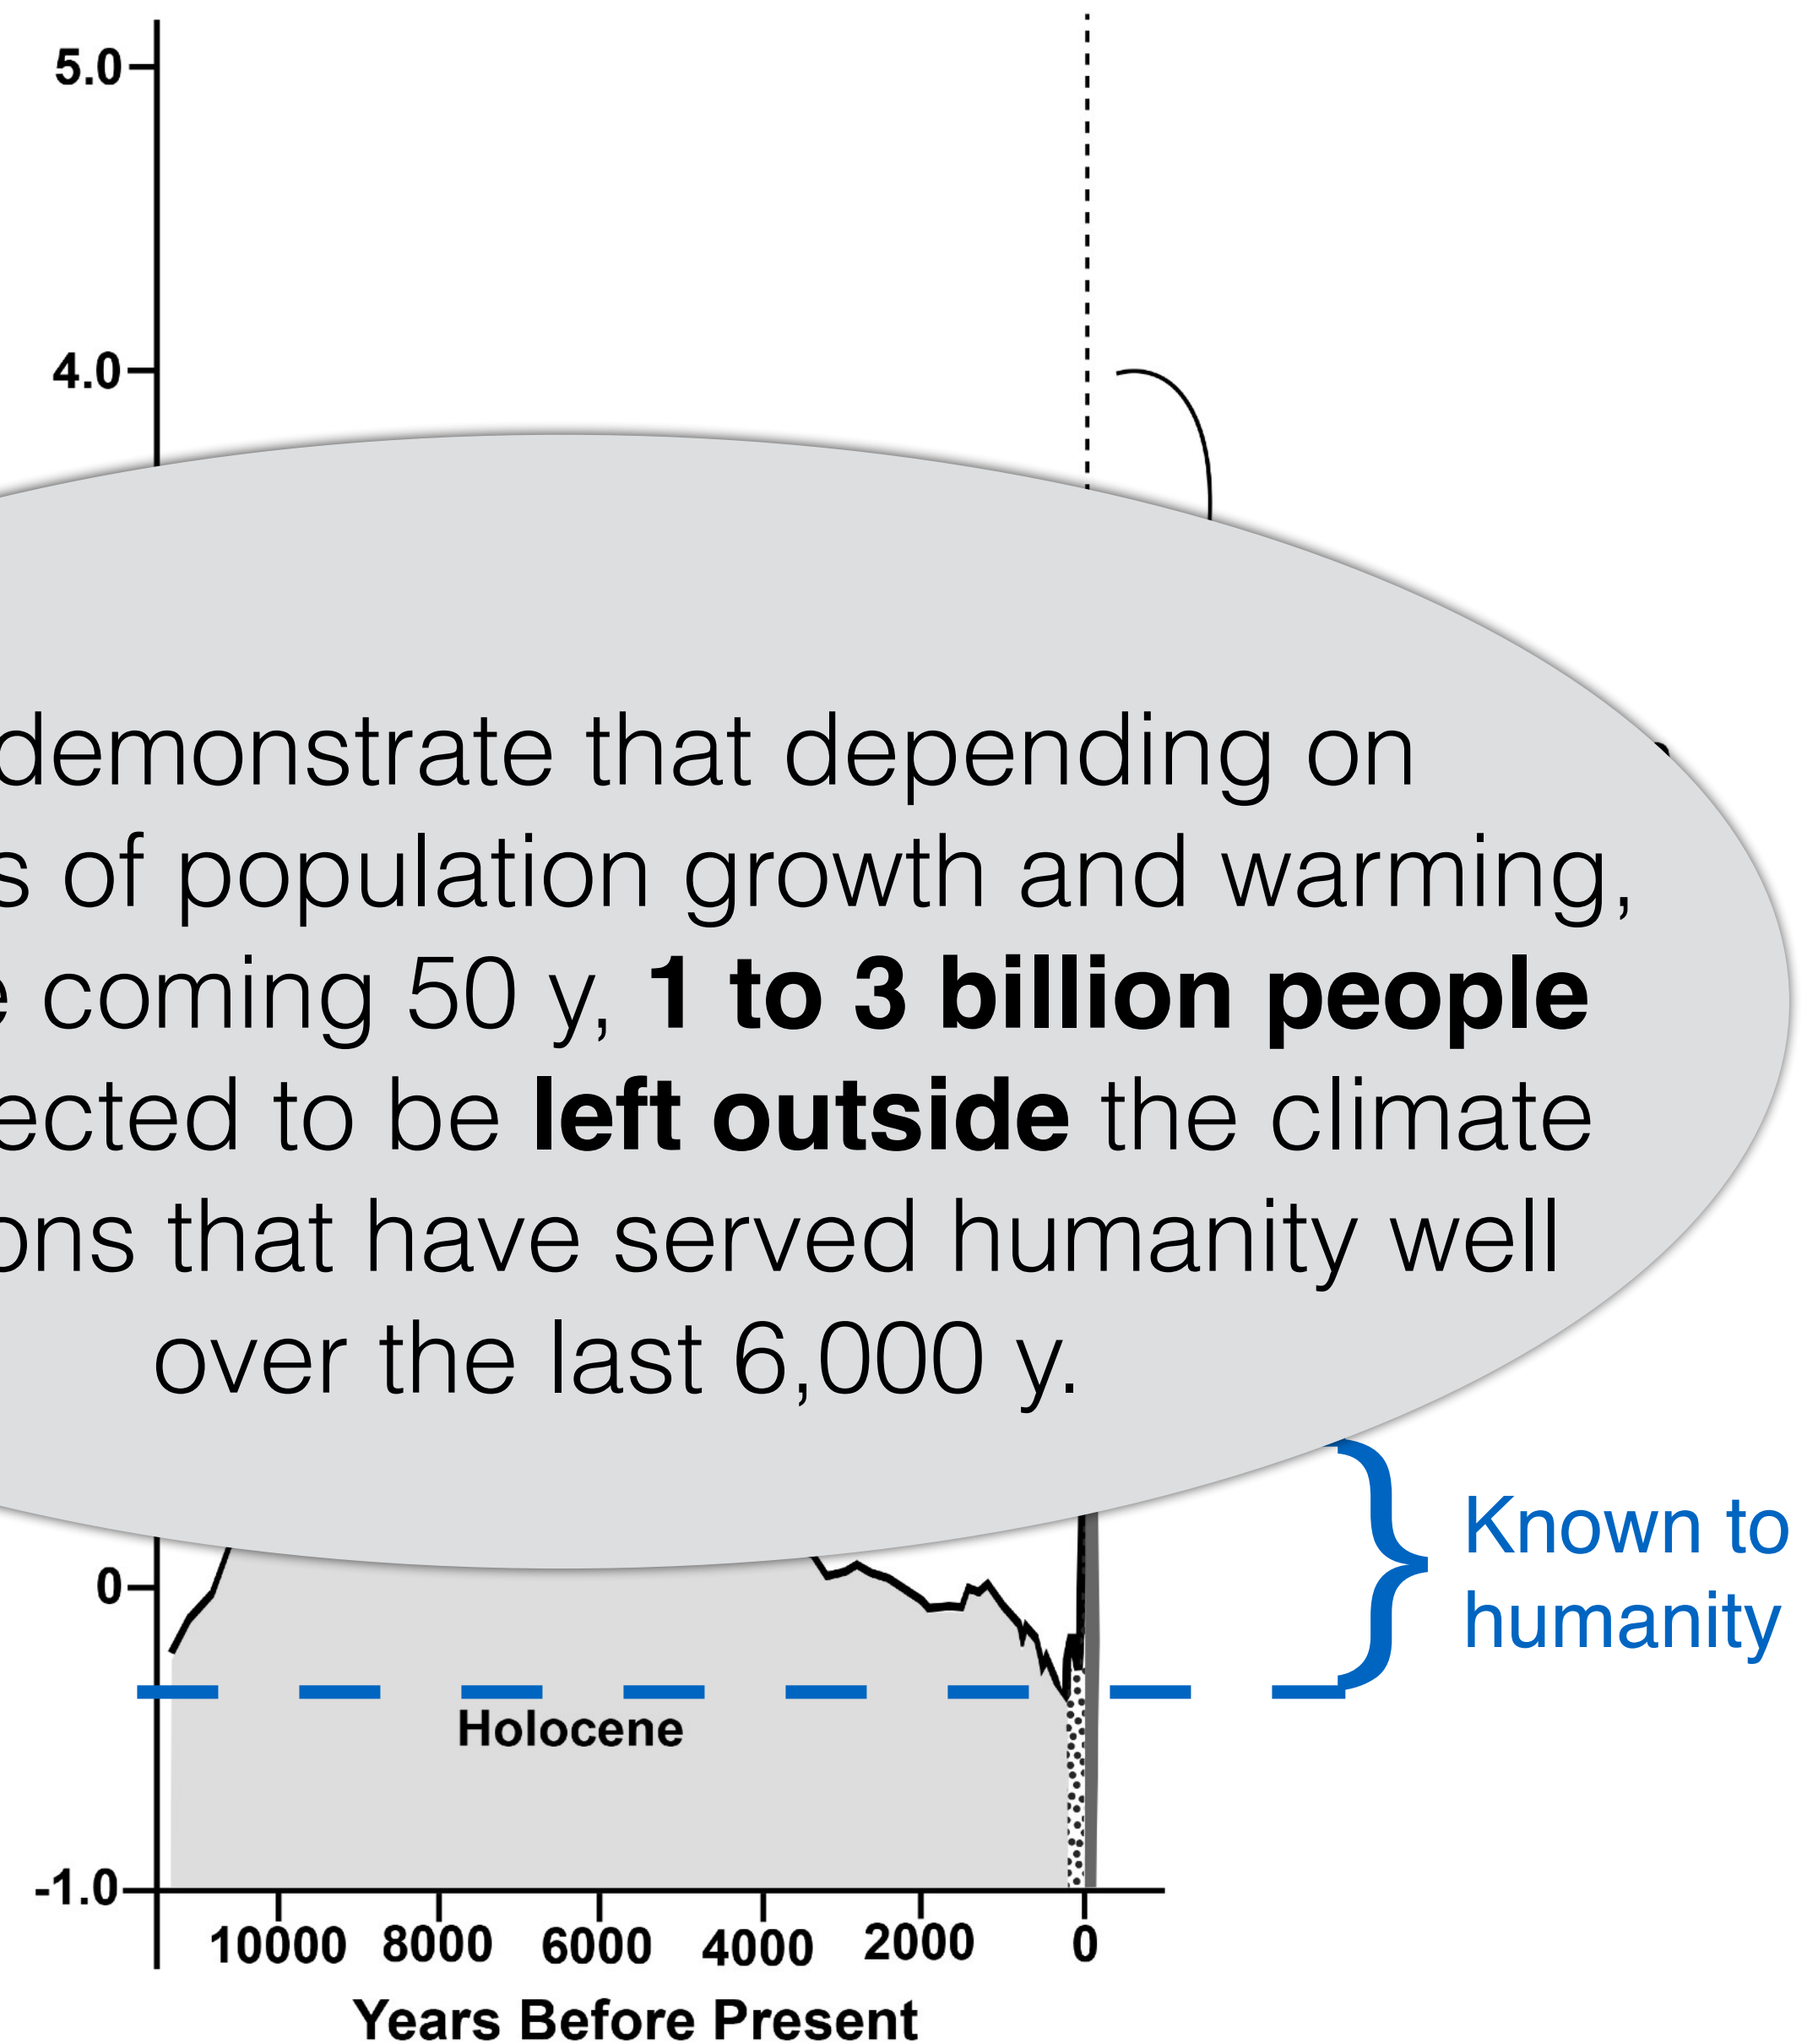 5.0
4.0
demonstrate that depending on
s of population growth and warming,
e coming 50 y, 1 to 3 billion people
ected to be left outside the climate
ons that have served humanity well
over the last 6,000 y.
Known to
humanity
0
Holocene
-1.0
10000 8000 6000 4000 2000 0
Years Before Present